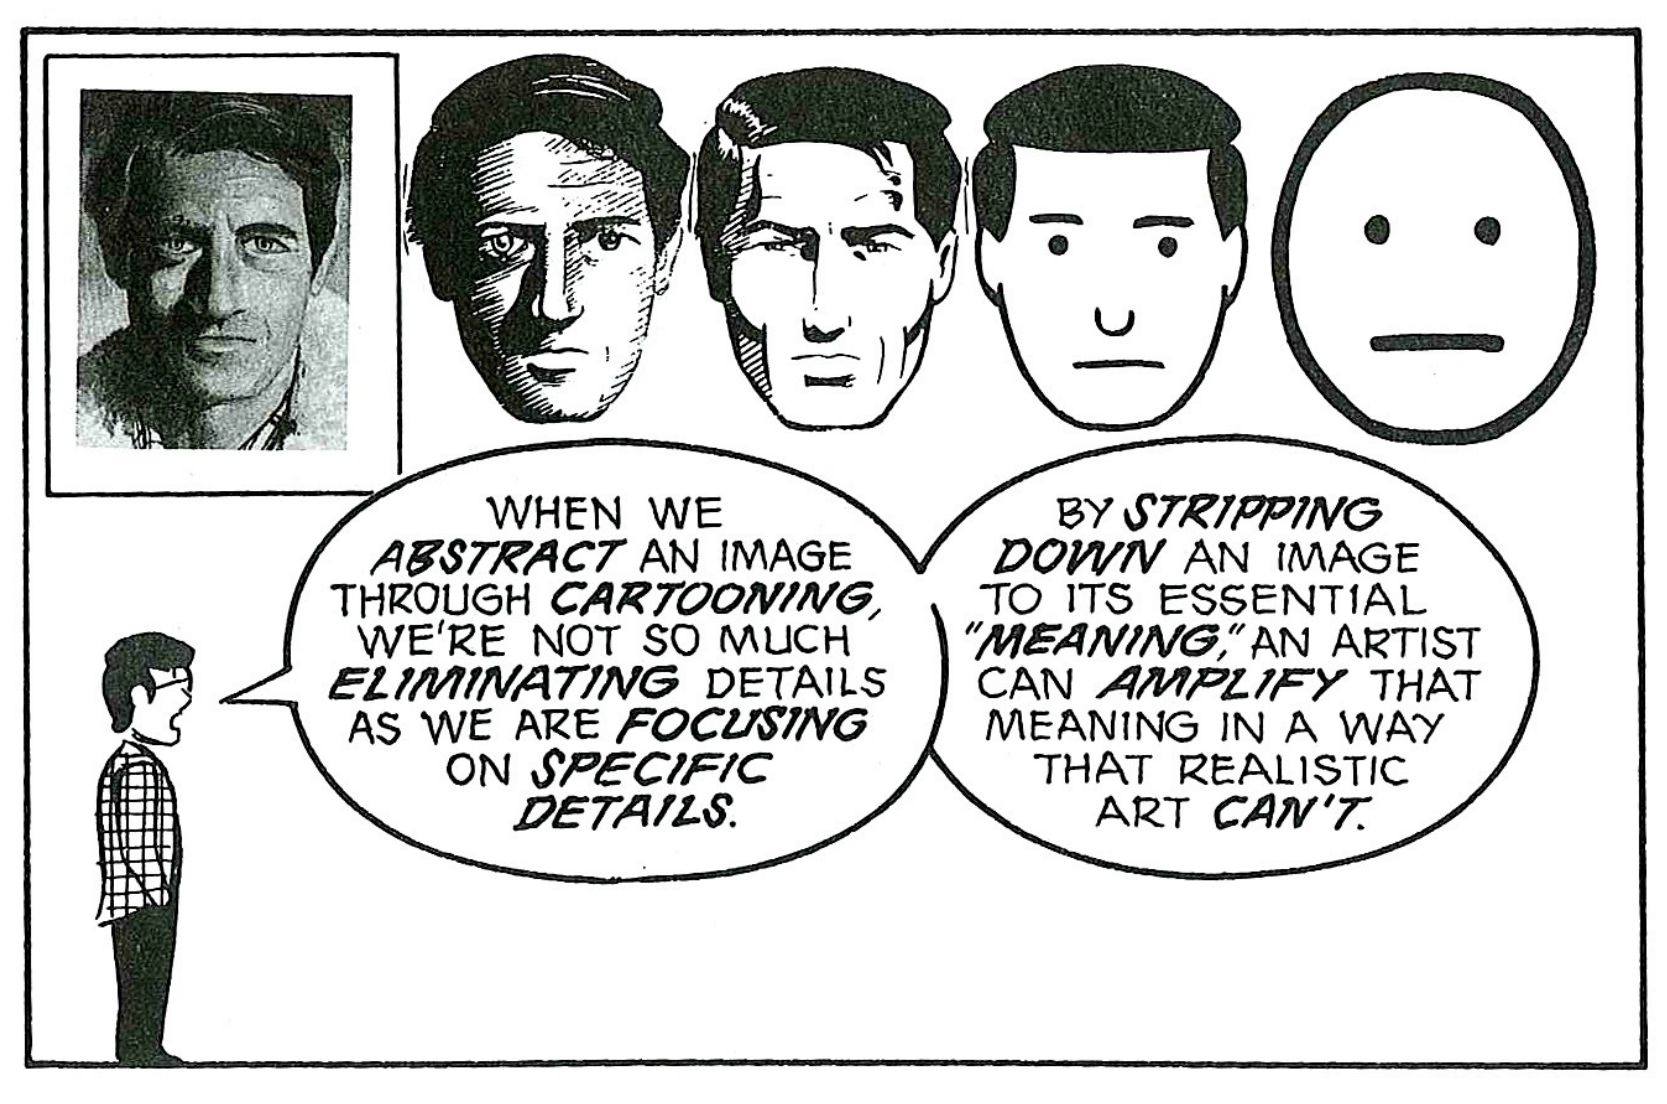 WHEN WE
ABSTRACT AN IMAGE
THROUGH CARTOONING,
WE'RE NOT SO MUCH
ELIMINATING DETAILS
AS WE ARE FOCUSING
ON SPECIFIC
DETAILS.
BY STRIPPING
DOWN AN IMAGE
TO ITS ESSENTIAL
"MEANING," AN ARTIST
CAN AMPLIFY THAT
MEANING IN A WAY
THAT REALISTIC
ART CAN'T.